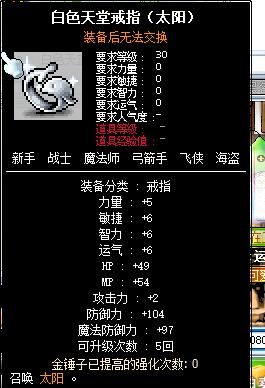 白色天堂戒指（太阳）
装备后无法交换
要求等级： 30
要求力量： 0
要求敏捷： 0
要求智力： 0
要求运气： 0
要求人气度： -
道具等级： -
道具经验值： -
新手 战士 魔法师 弓箭手 飞侠 海盗
装备分类 : 戒指
力量 : +5
敏捷 : +6
智力 : +6
运气 : +6
HP : +49
MP : +54
攻击力 : +2
防御力 : +104
魔法防御力 : +97
可升级次数 : 5回
金锤子已提高的强化次数: 0
召唤 太阳 。